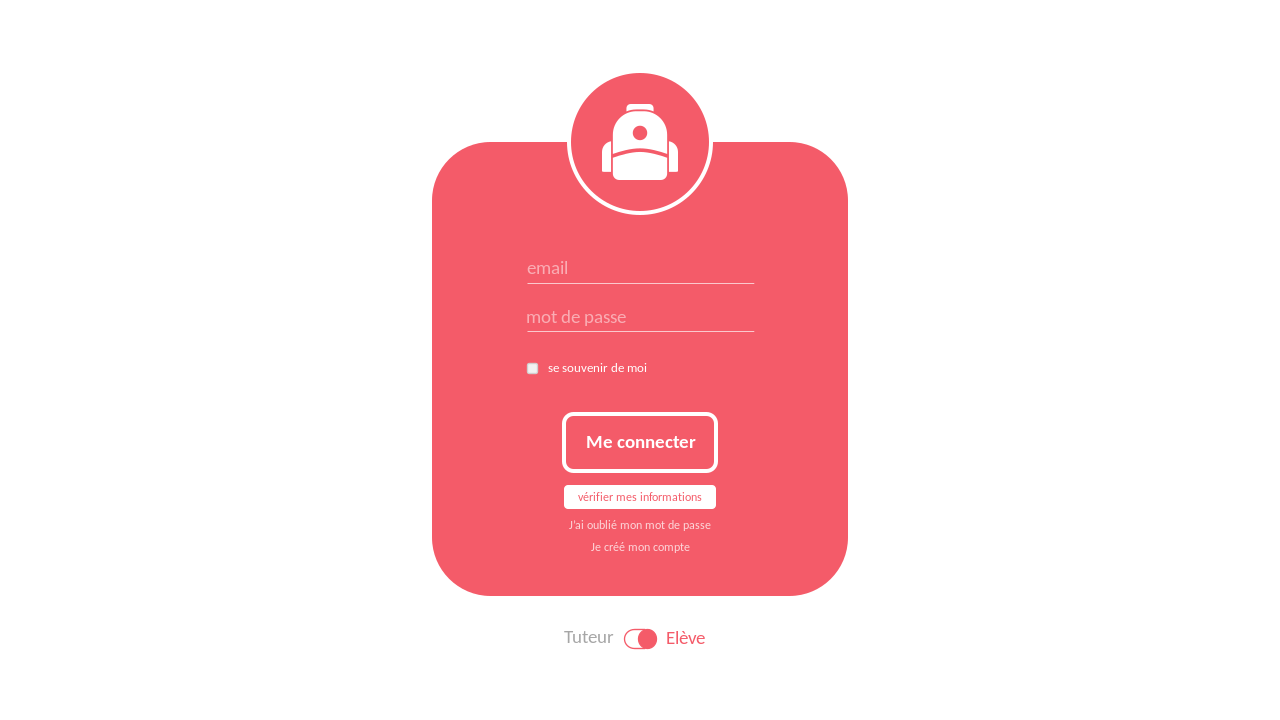 email
mot de passe
se souvenir de moi
Me connecter
vérifier mes informations
J'ai oublié mon mot de passe
Je créé mon compte
Tuteur Elève